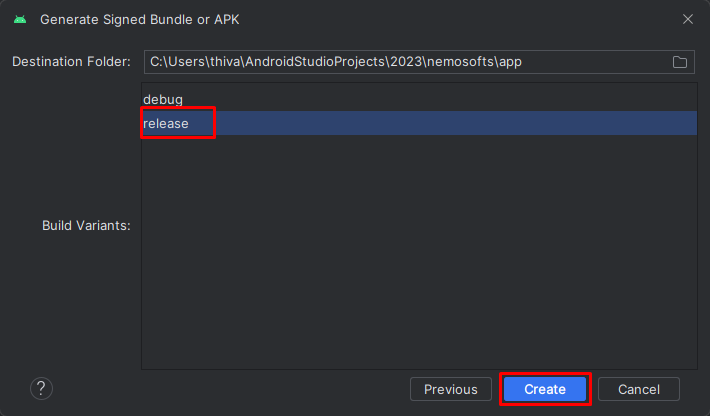 Generate Signed Bundle or APK
Destination Folder: C:\Users\thiva\AndroidStudioProjects\2023\nemosofts\app
debug
release
Build Variants:
? Previous Create Cancel